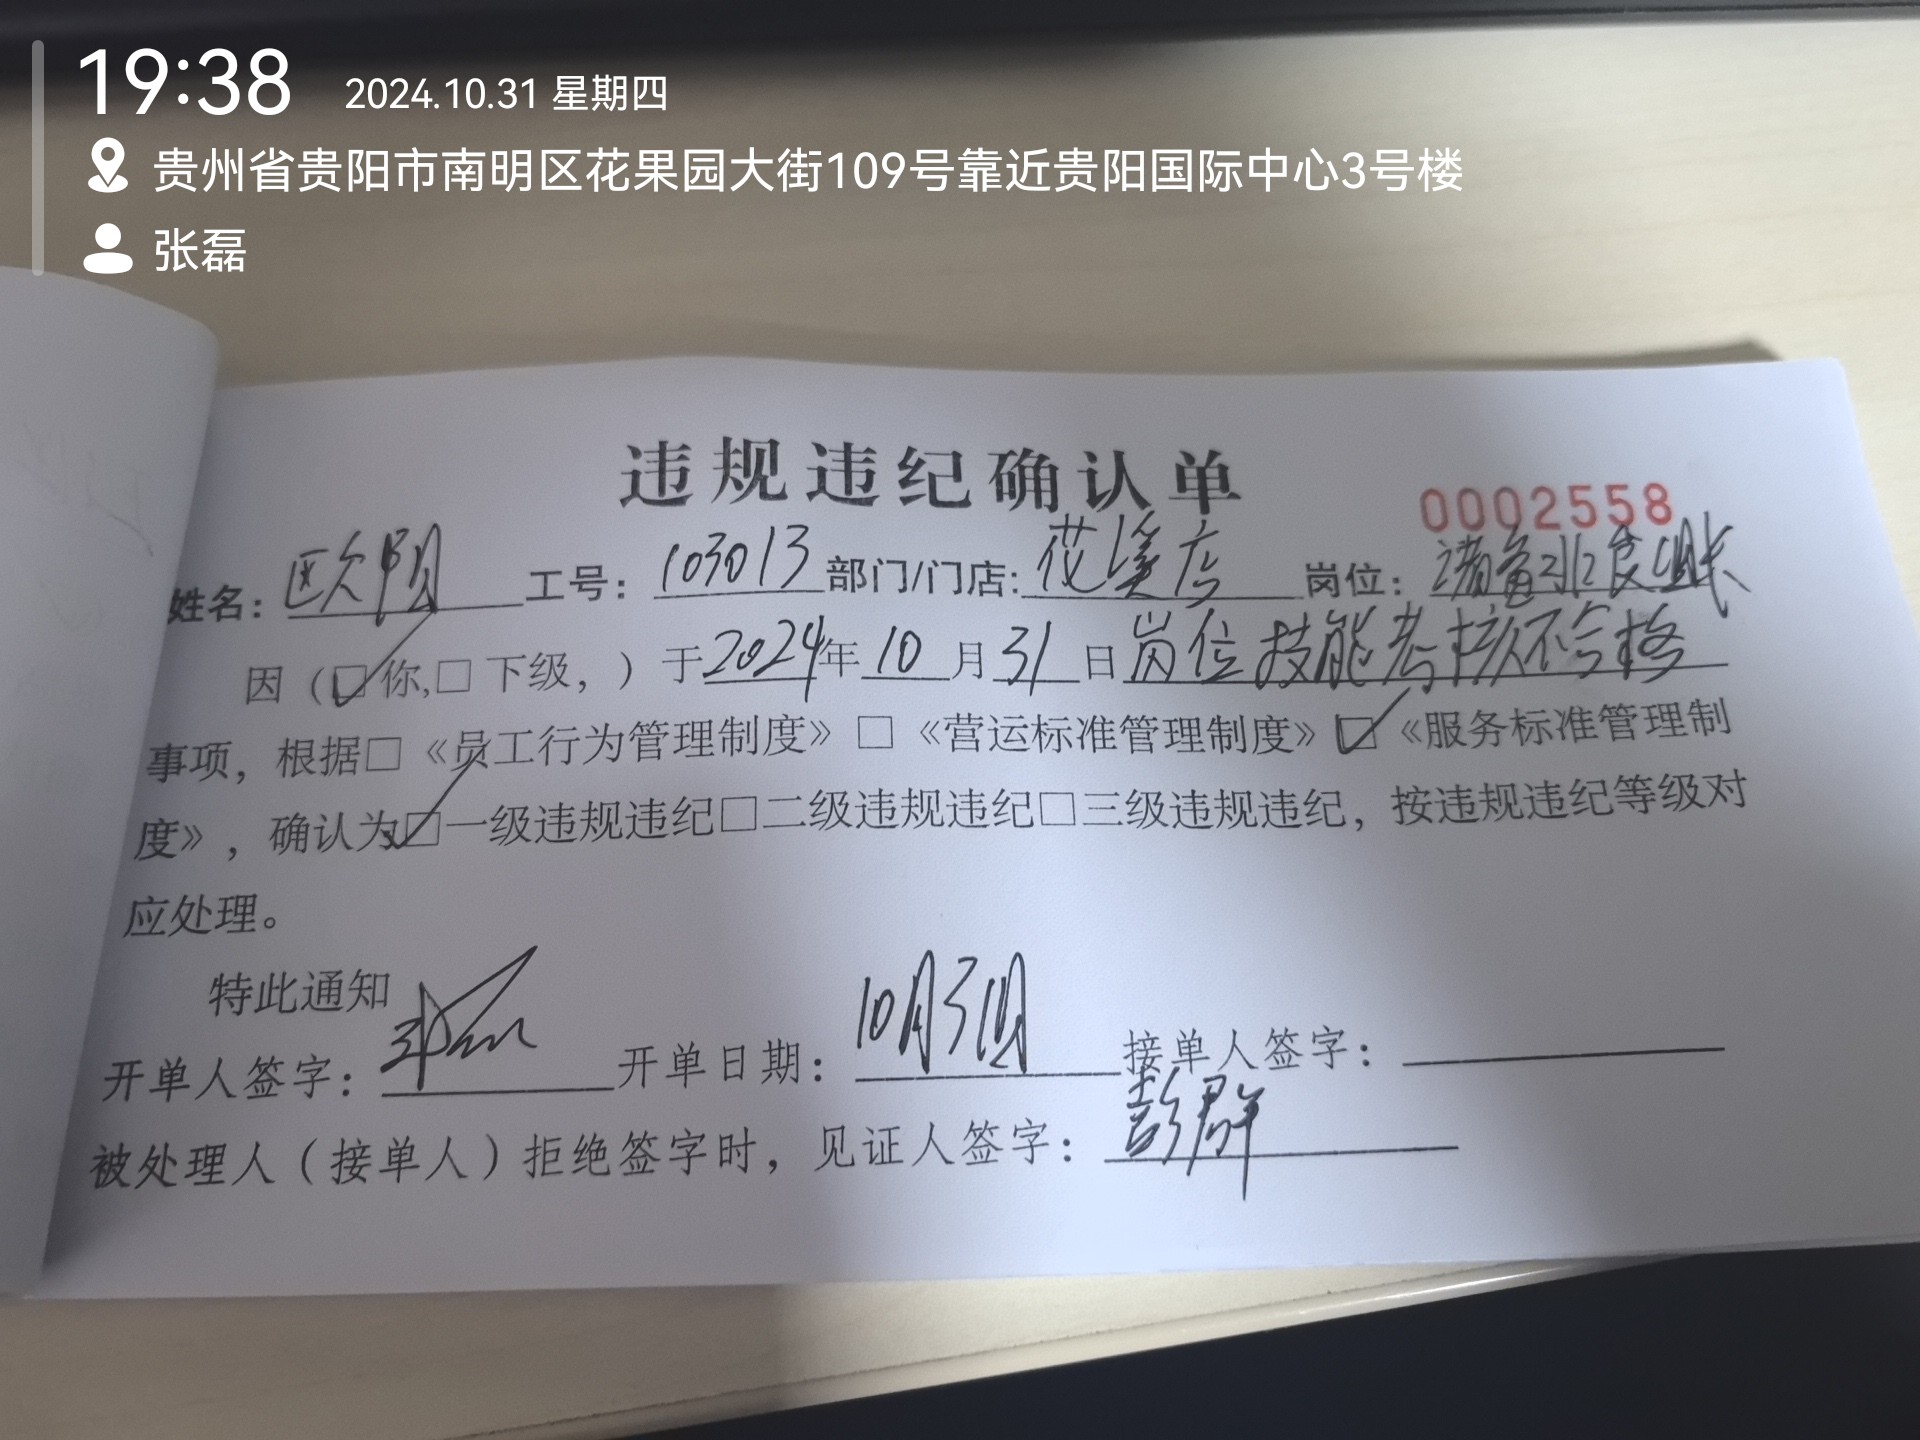 19:38 2024.10.31 星期四
贵州省贵阳市南明区花果园大街109号靠近贵阳国际中心3号楼
张磊
违规违纪确认单
0002558
姓名：欧阳 工号：103013 部门/门店：花溪店 岗位：储备班组长
因（☑你,□下级，）于2024年10月31日岗位技能考核不合格
事项，根据□《员工行为管理制度》□《营运标准管理制度》☑《服务标准管理制
度》，确认为☑一级违规违纪□二级违规违纪□三级违规违纪，按违规违纪等级对
应处理。
特此通知
开单人签字： 开单日期：10月31日 接单人签字：
被处理人（接单人）拒绝签字时，见证人签字：彭群